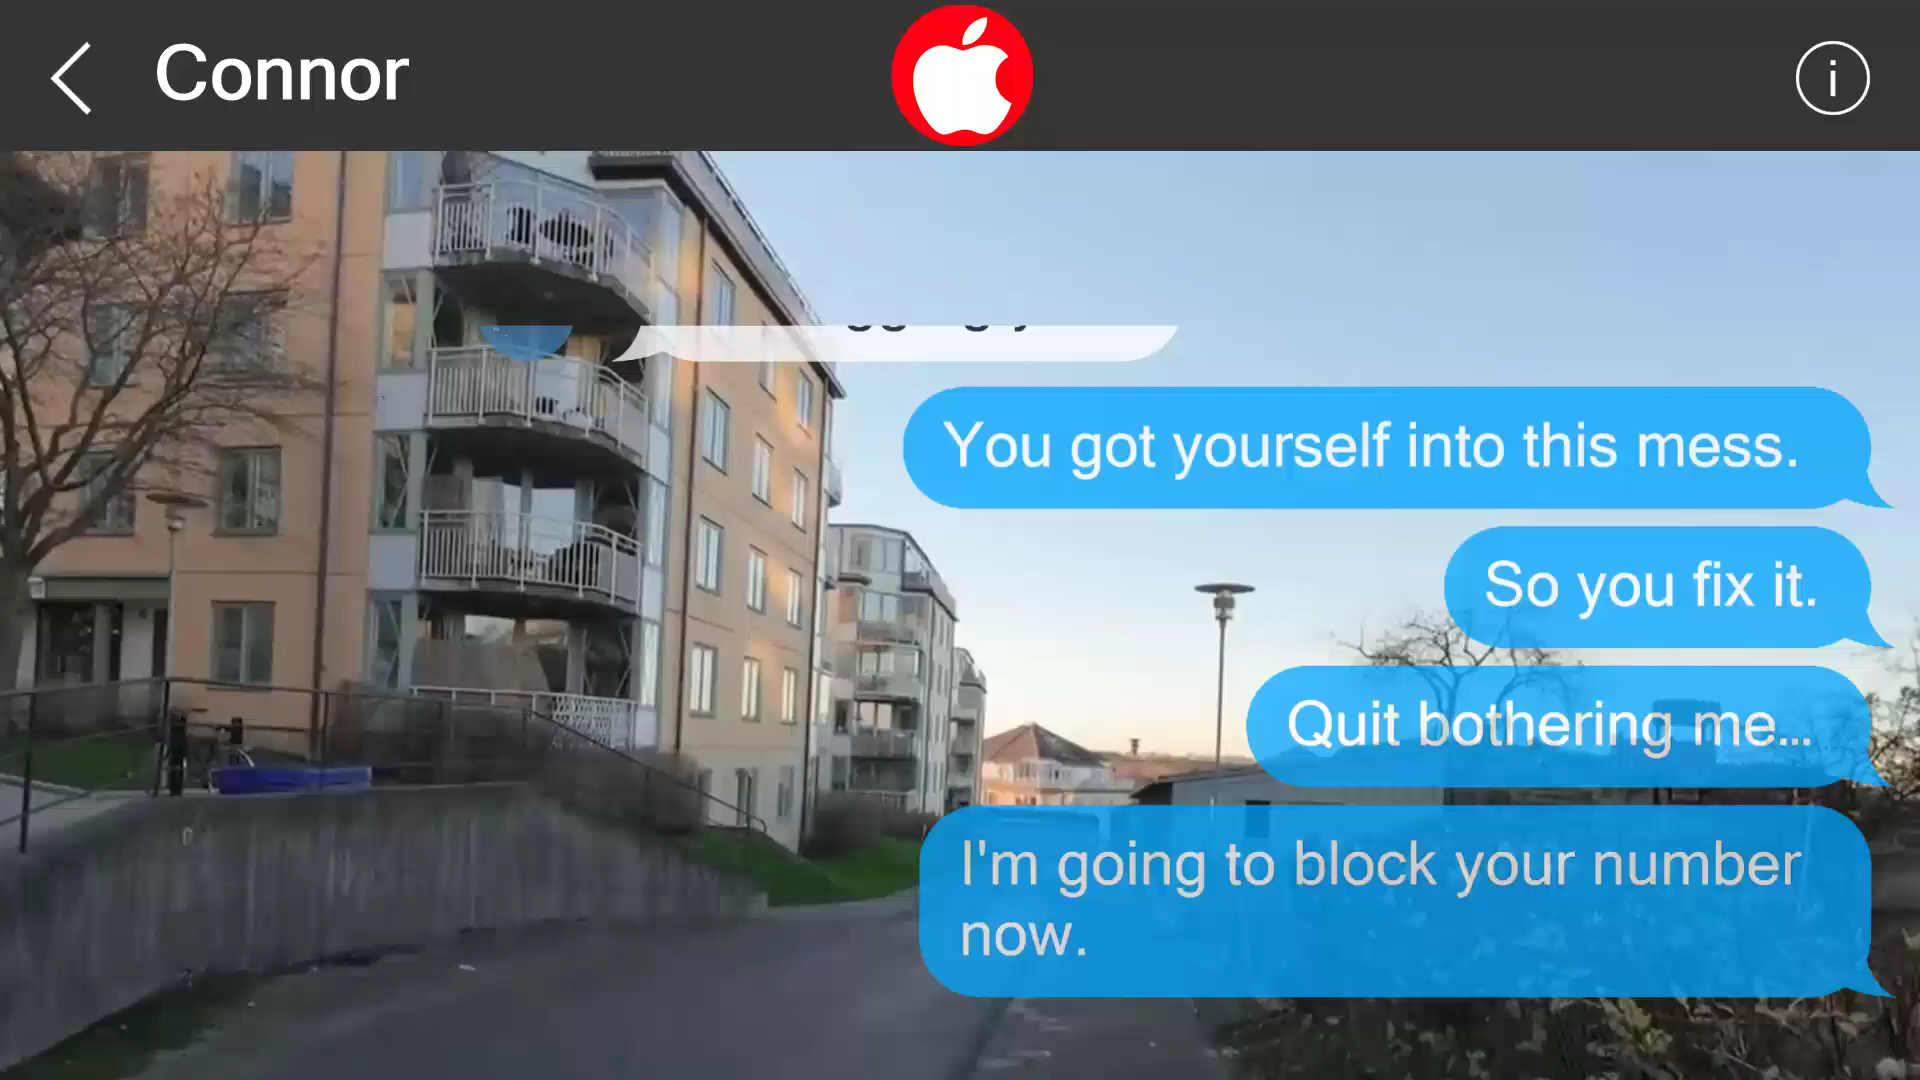 Connor
You got yourself into this mess.
So you fix it.
Quit bothering me...
I'm going to block your number
now.